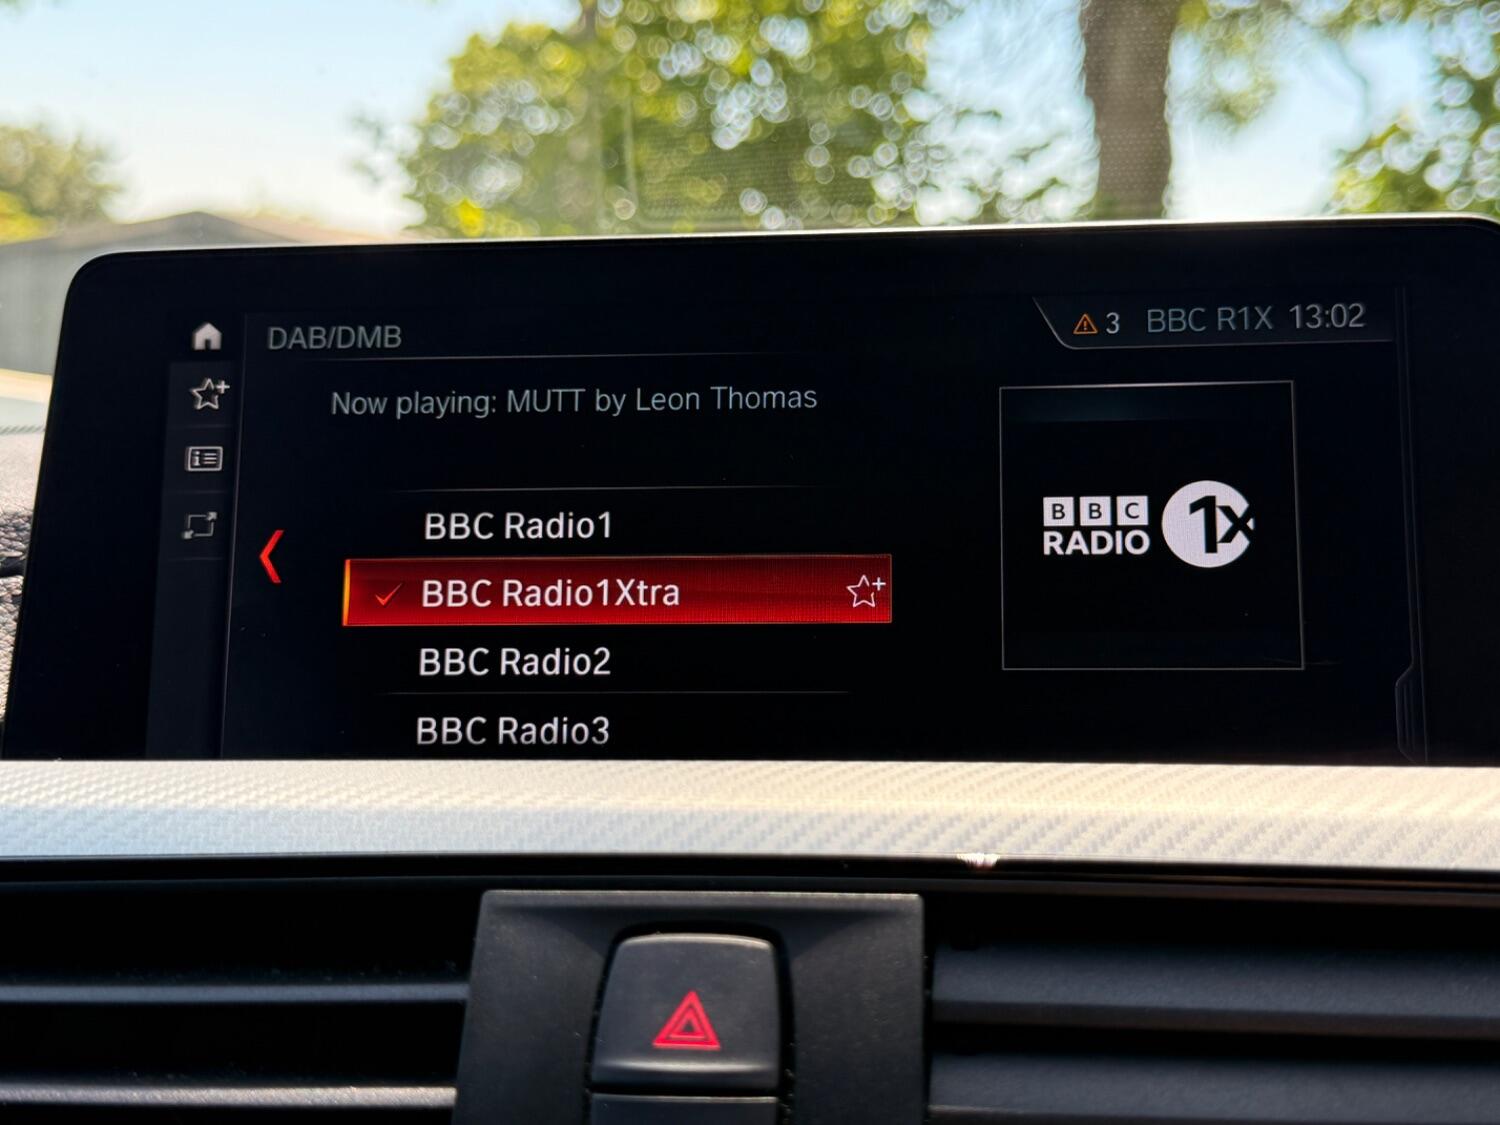 DAB/DMB
3 BBC R1X 13:02
Now playing: MUTT by Leon Thomas
BBC Radio1
BBC Radio1Xtra
BBC Radio2
BBC Radio3
BBC
RADIO
1x